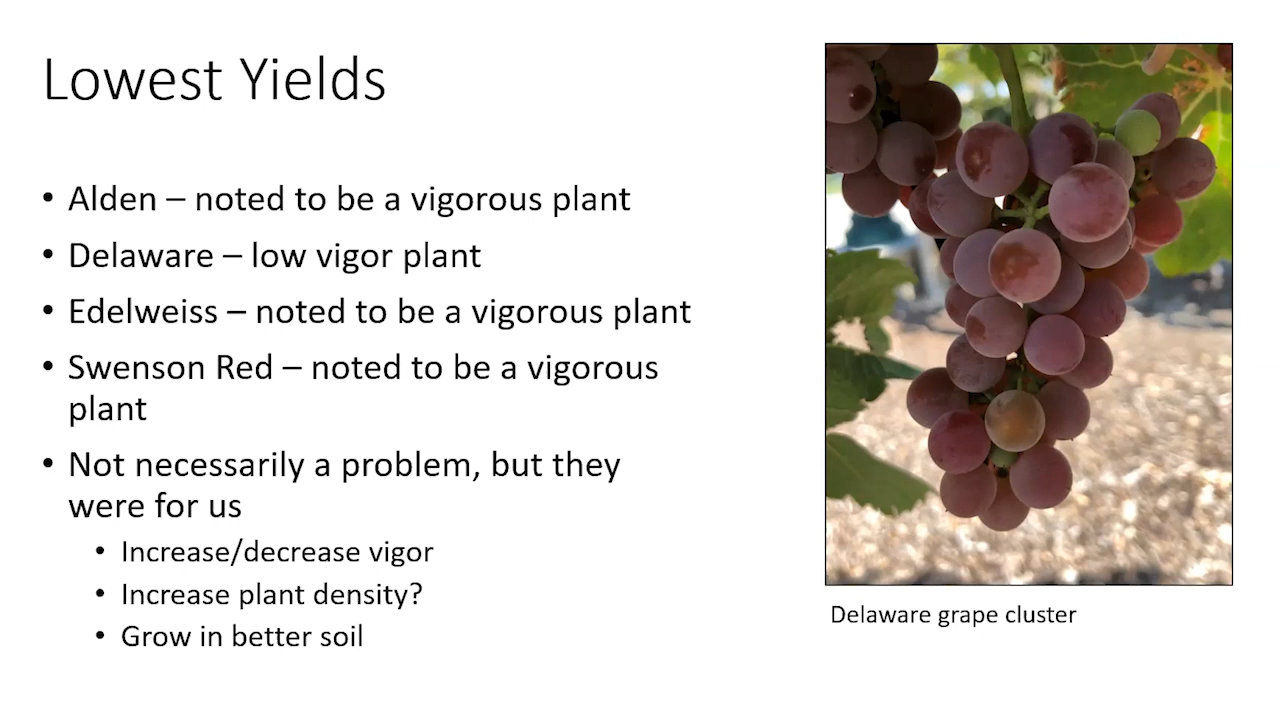 Lowest Yields
• Alden – noted to be a vigorous plant
• Delaware – low vigor plant
• Edelweiss – noted to be a vigorous plant
• Swenson Red – noted to be a vigorous
plant
• Not necessarily a problem, but they
were for us
• Increase/decrease vigor
• Increase plant density?
• Grow in better soil
Delaware grape cluster